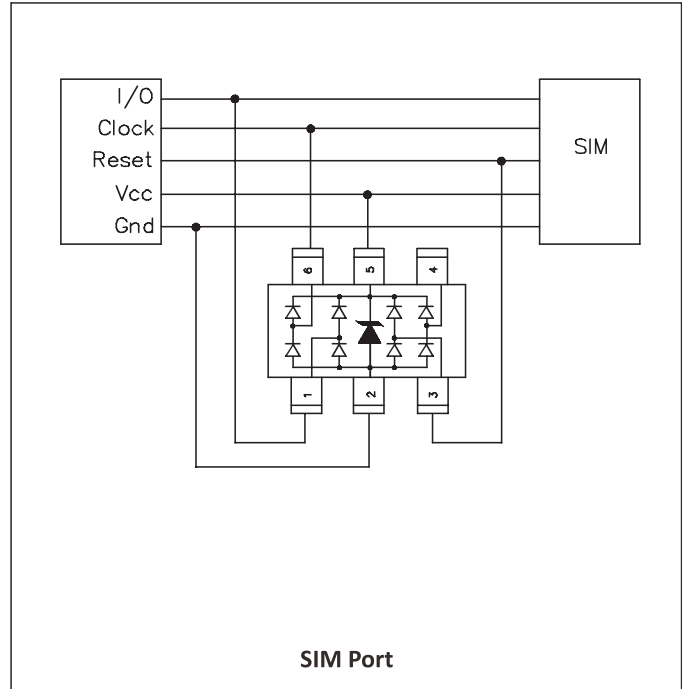 I/O
Clock
Reset
Vcc
Gnd
SIM
6 5 4
1 2 3
SIM Port